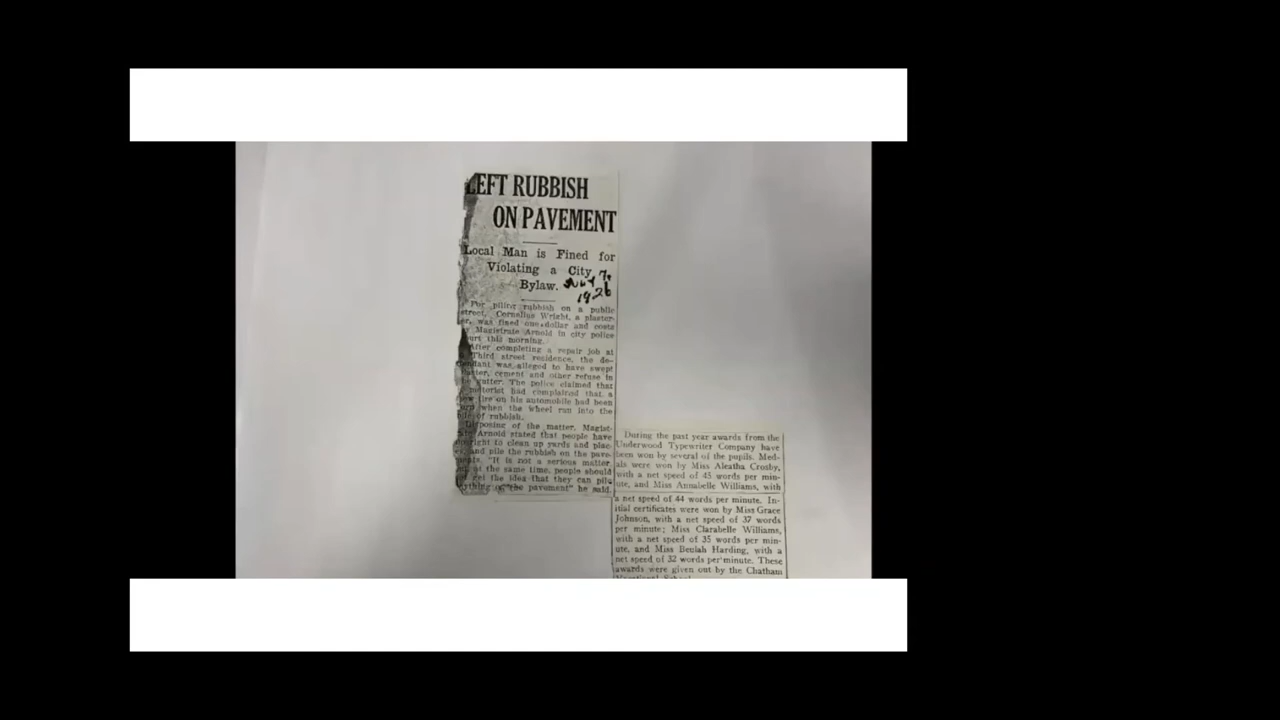 LEFT RUBBISH
ON PAVEMENT
Local Man is Fined for
Violating a City
Bylaw.
1926
For piling rubbish on a public
street, Cornelius Wright, a plaster-
er, was fined one dollar and costs
Magistrate Arnold in city police
urt this morning.
After completing a repair job at
Third street residence, the de-
fendant was alleged to have swept
plaster, cement and other refuse in
gutter. The police claimed that
motorist had complained that a
new tire on his automobile had been
when the wheel ran into the
pile of rubbish.
Disposing of the matter, Magist-
Arnold stated that people have
right to clean up yards and plac-
and pile the rubbish on the pave-
"It is not a serious matter
at the same time, people should
get the idea that they can pile
on the pavement" he said.
During the past year awards from the
Underwood Typewriter Company have
been won by several of the pupils. Med-
als were won by Miss Aleatha Crosby,
with a net speed of 45 words per min-
ute, and Miss Annabelle Williams, with
a net speed of 44 words per minute. In-
itial certificates were won by Miss Grace
Johnson, with a net speed of 37 words
per minute; Miss Clarabelle Williams,
with a net speed of 35 words per min-
ute, and Miss Beulah Harding, with a
net speed of 32 words per minute. These
awards were given out by the Chatham
Vocational School